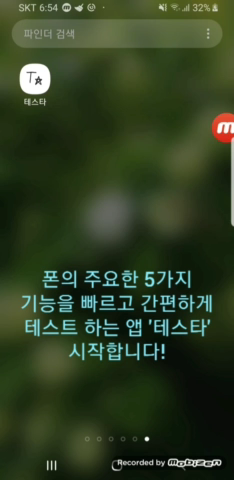 SKT 6:54
32%
파인더 검색
T
테스타
m
폰의 주요한 5가지
기능을 빠르고 간편하게
테스트 하는 앱 '테스타'
시작합니다!
Recorded by mobizen